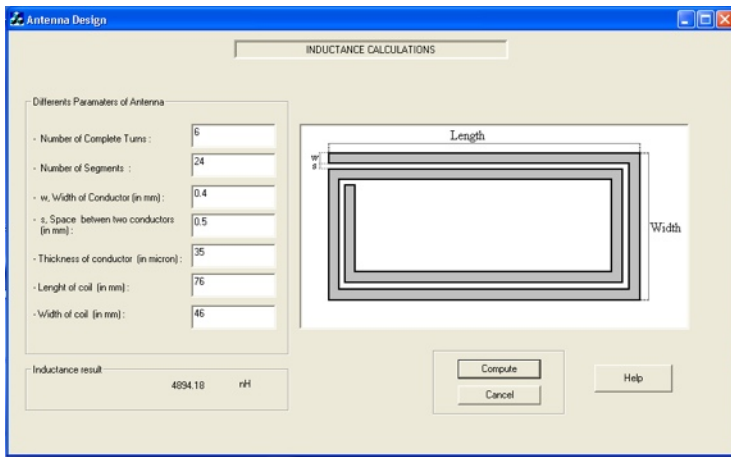 Antenna Design
INDUCTANCE CALCULATIONS
Differents Paramaters of Antenna
- Number of Complete Turns : 6
- Number of Segments : 24
- w, Width of Conductor (in mm) : 0.4
- s, Space betwen two conductors
(in mm) : 0.5
- Thickness of conductor (in micron) : 35
- Lenght of coil (in mm) : 76
- Width of coil (in mm) : 46
Length
w
s
Width
Inductance result
4894.18 nH
Compute
Cancel
Help